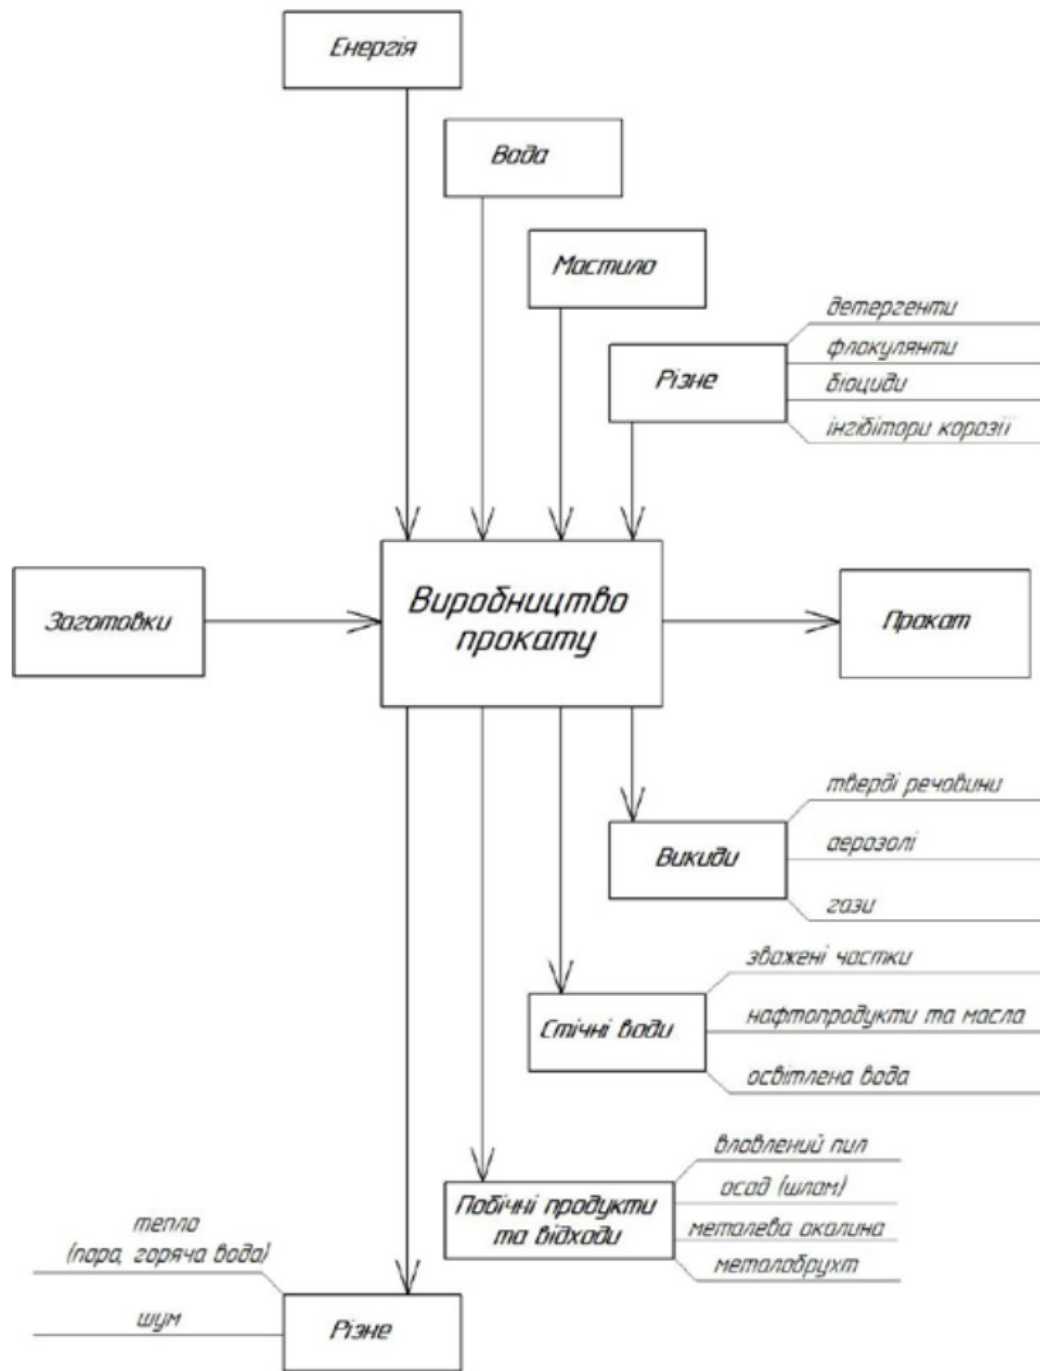 Енергія
Вода
Мастила
Різне
детергенти
флокулянти
біоциди
інгібітори корозії
Заготовки
Виробництво
прокату
Прокат
Викиди
тверді речовини
аерозолі
гази
Стічні води
зважені частки
нафтопродукти та масла
освітлена вода
Побічні продукти
та відходи
вловлений пил
осад (шлам)
металева окалина
металобрухт
тепло
(пара, горяча вода)
шум
Різне